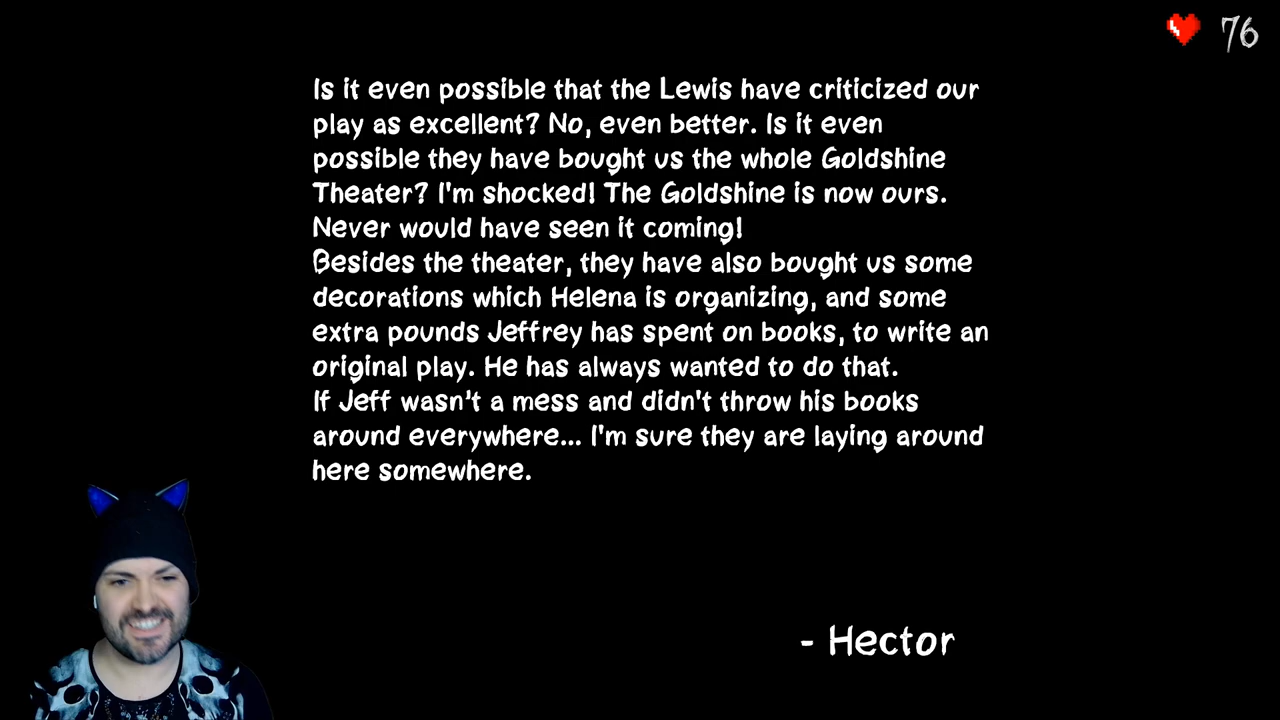 76
Is it even possible that the Lewis have criticized our
play as excellent? No, even better. Is it even
possible they have bought us the whole Goldshine
Theater? I'm shocked! The Goldshine is now ours.
Never would have seen it coming!
Besides the theater, they have also bought us some
decorations which Helena is organizing, and some
extra pounds Jeffrey has spent on books, to write an
original play. He has always wanted to do that.
If Jeff wasn't a mess and didn't throw his books
around everywhere... I'm sure they are laying around
here somewhere.
- Hector